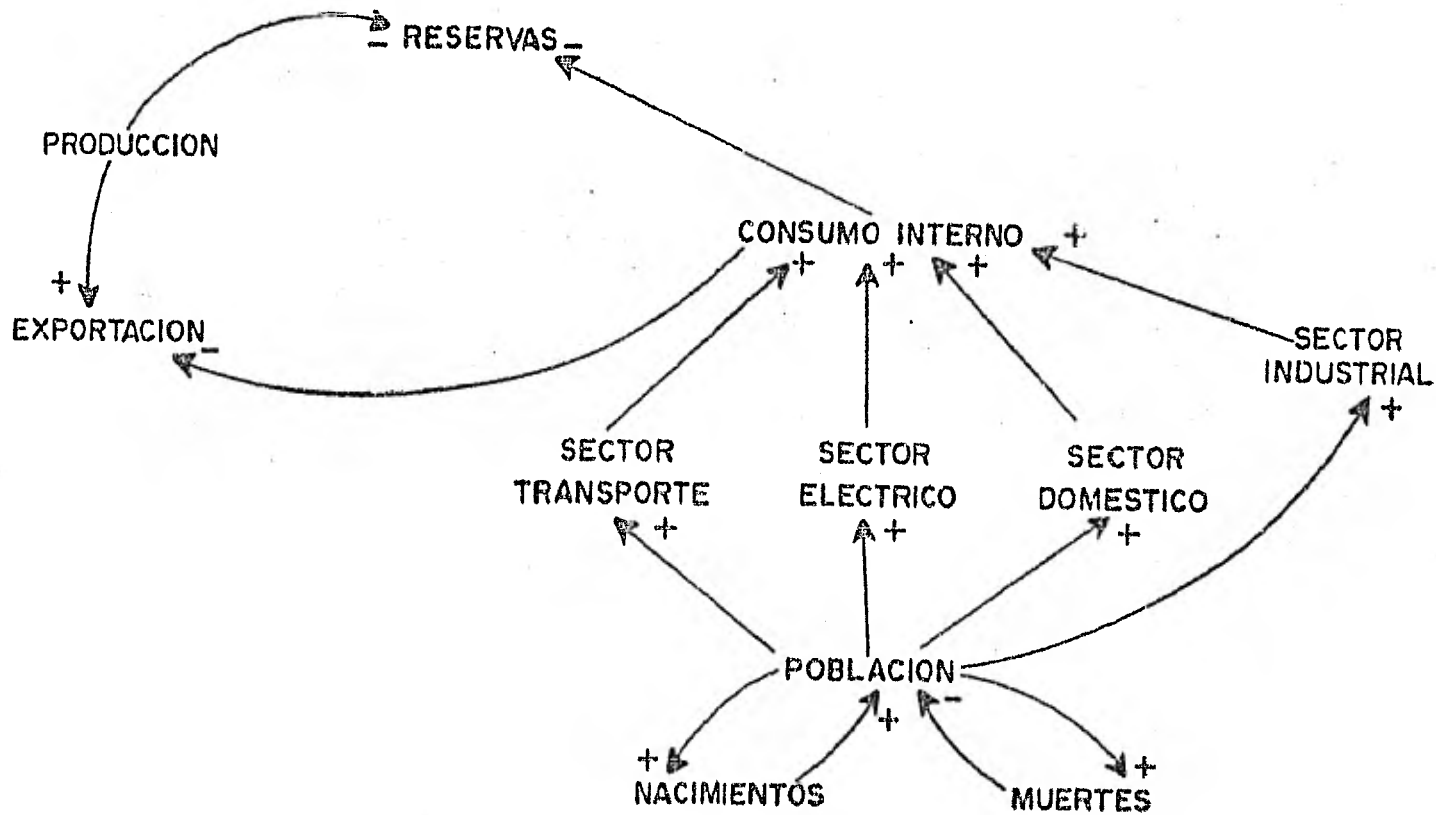 - RESERVAS -
PRODUCCION
CONSUMO INTERNO +
+ + +
+
EXPORTACION -
SECTOR
INDUSTRIAL
+
SECTOR
TRANSPORTE
+
SECTOR
ELECTRICO
+
SECTOR
DOMESTICO
+
POBLACION
+ -
+
NACIMIENTOS
+
MUERTES